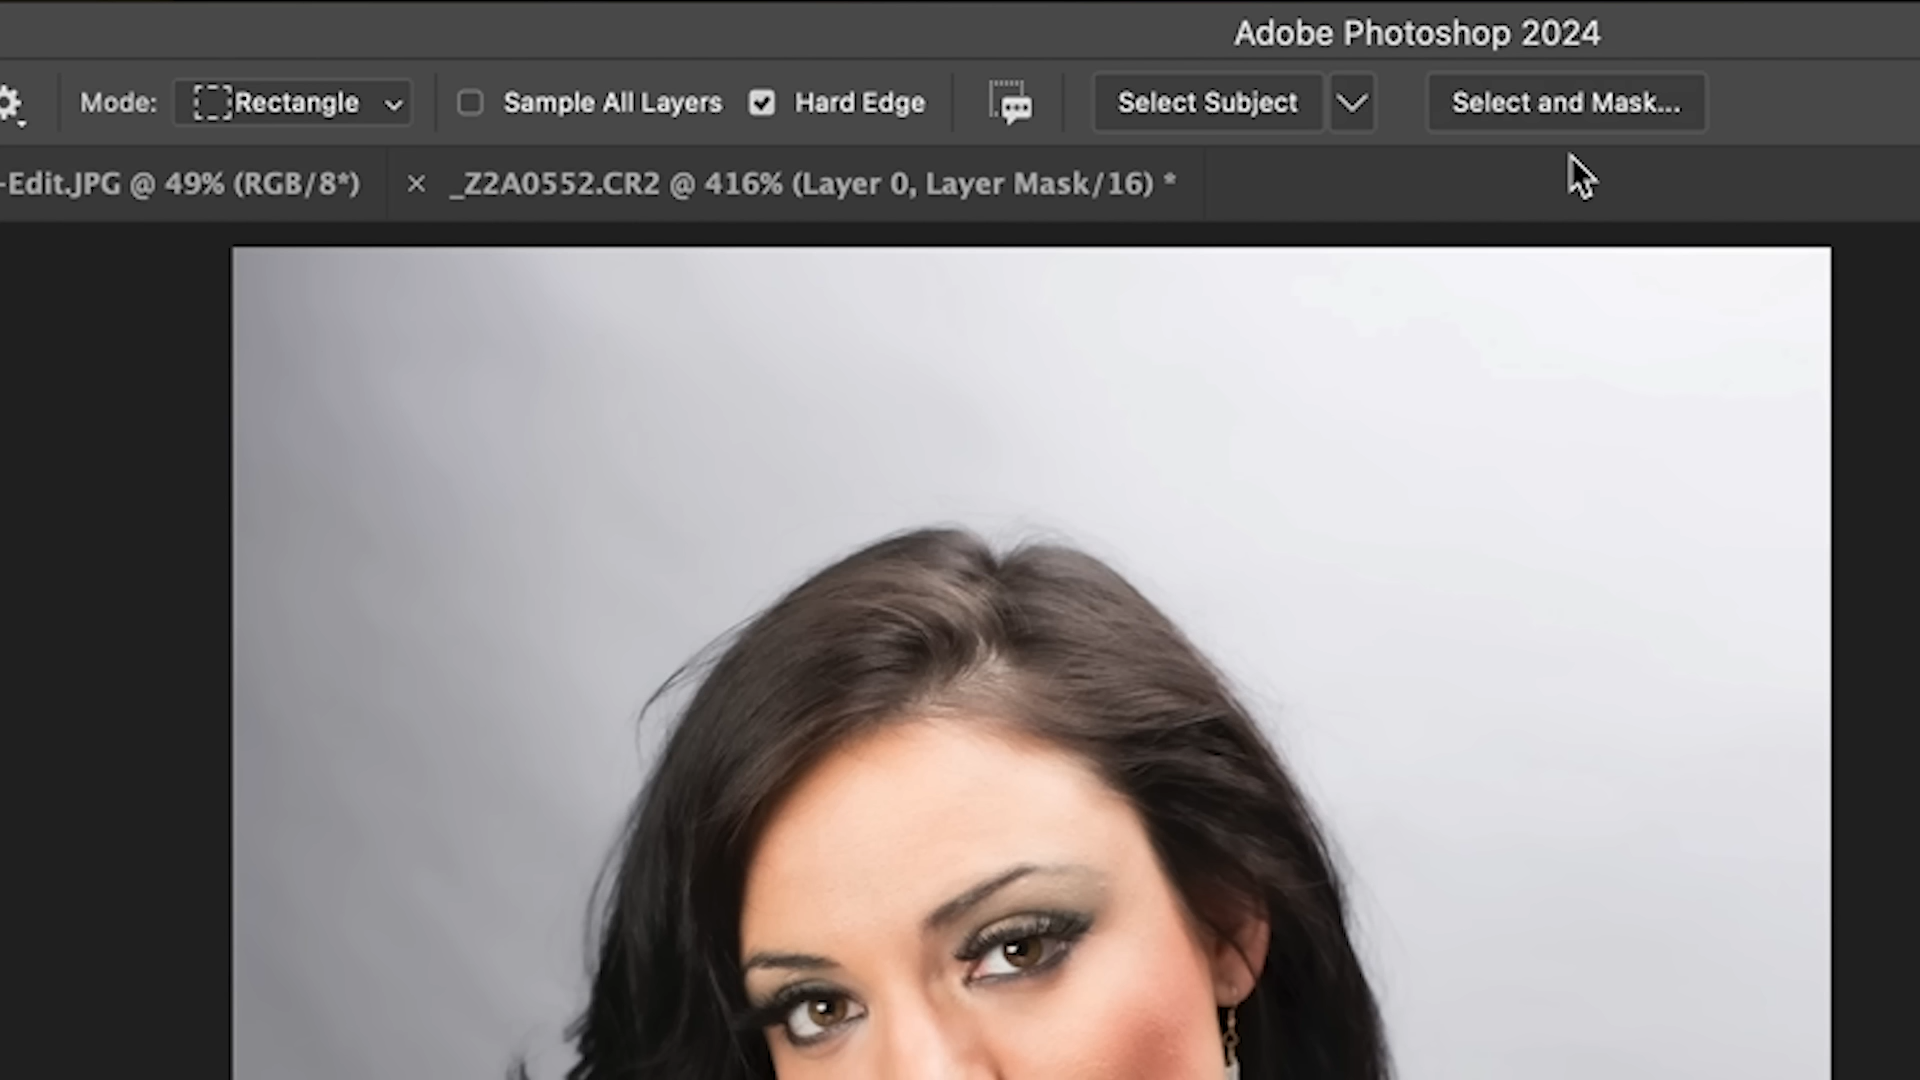 Adobe Photoshop 2024
Mode: Rectangle Sample All Layers Hard Edge Select Subject Select and Mask...
-Edit.JPG @ 49% (RGB/8*) × _Z2A0552.CR2 @ 416% (Layer 0, Layer Mask/16) *